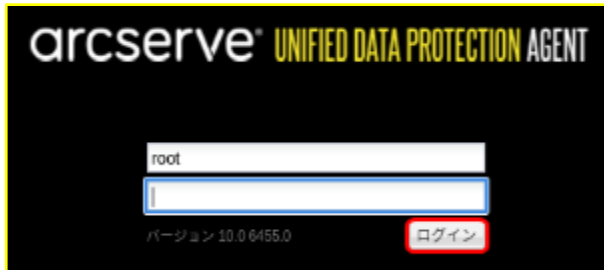 arcserve® UNIFIED DATA PROTECTION AGENT
root
バージョン 10.0 6455.0
ログイン